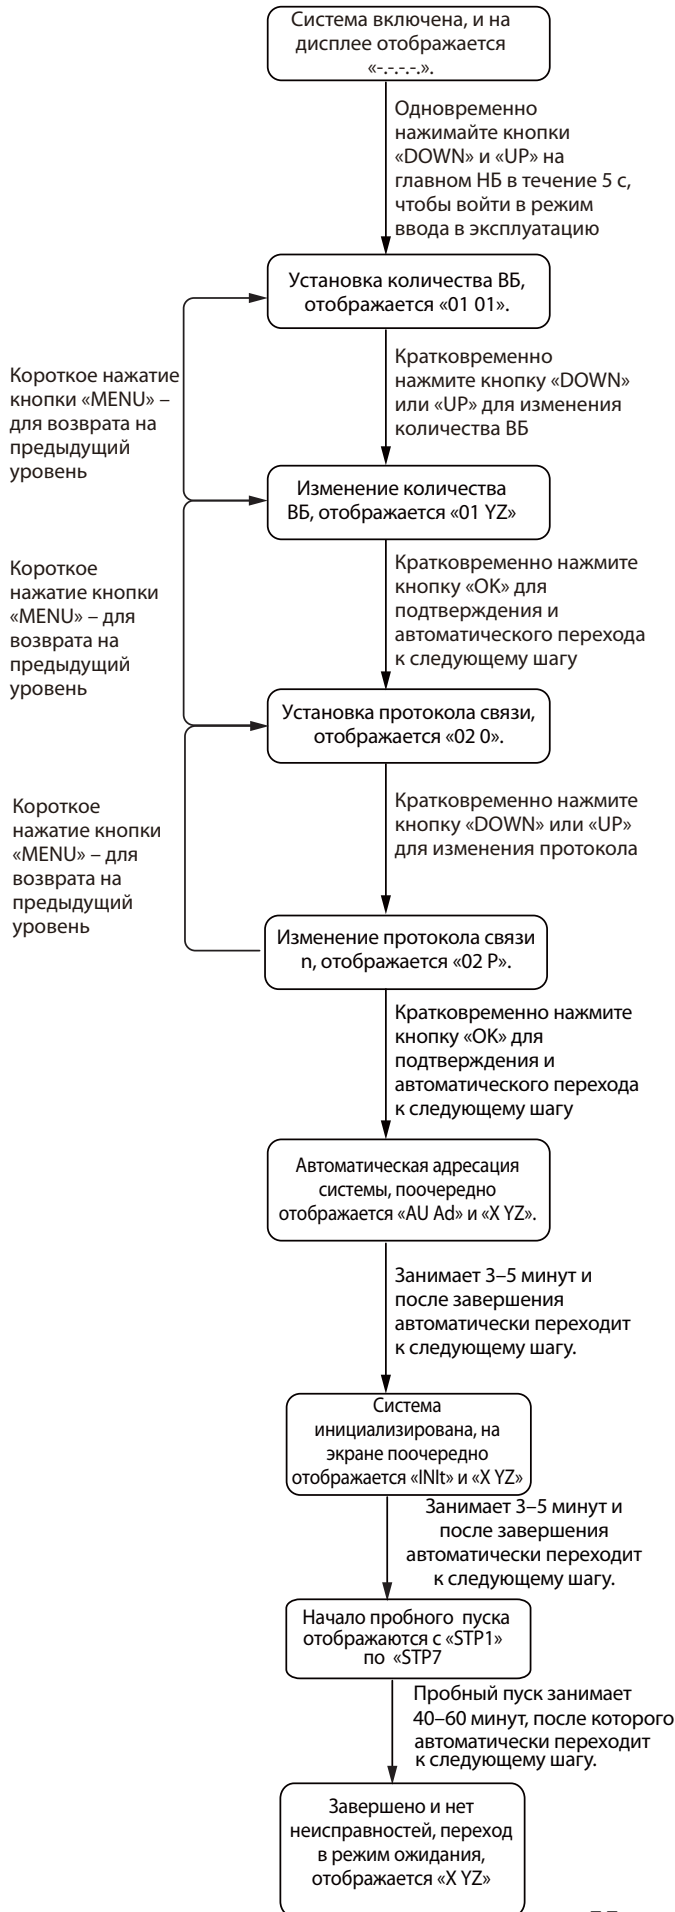 Система включена, и на
дисплее отображается
«-.-.-.-.».
Одновременно
нажимайте кнопки
«DOWN» и «UP» на
главном НБ в течение 5 с,
чтобы войти в режим
ввода в эксплуатацию
Установка количества ВБ,
отображается «01 01».
Короткое нажатие
кнопки «MENU» –
для возврата на
предыдущий
уровень
Кратковременно
нажмите кнопку «DOWN»
или «UP» для изменения
количества ВБ
Изменение количества
ВБ, отображается «01 YZ»
Короткое
нажатие кнопки
«MENU» – для
возврата на
предыдущий
уровень
Кратковременно нажмите
кнопку «OK» для
подтверждения и
автоматического перехода
к следующему шагу
Установка протокола связи,
отображается «02 0».
Короткое
нажатие кнопки
«MENU» – для
возврата на
предыдущий
уровень
Кратковременно нажмите
кнопку «DOWN» или «UP»
для изменения протокола
Изменение протокола связи
n, отображается «02 P».
Кратковременно нажмите
кнопку «OK» для
подтверждения и
автоматического перехода
к следующему шагу
Автоматическая адресация
системы, поочередно
отображается «AU Ad» и «X YZ».
Занимает 3–5 минут и
после завершения
автоматически переходит
к следующему шагу.
Система
инициализирована, на
экране поочередно
отображается «INIt» и «X YZ»
Занимает 3–5 минут и
после завершения
автоматически переходит
к следующему шагу.
Начало пробного пуска
отображаются с «STP1»
по «STP7
Пробный пуск занимает
40–60 минут, после которого
автоматически переходит
к следующему шагу.
Завершено и нет
неисправностей, переход
в режим ожидания,
отображается «X YZ»